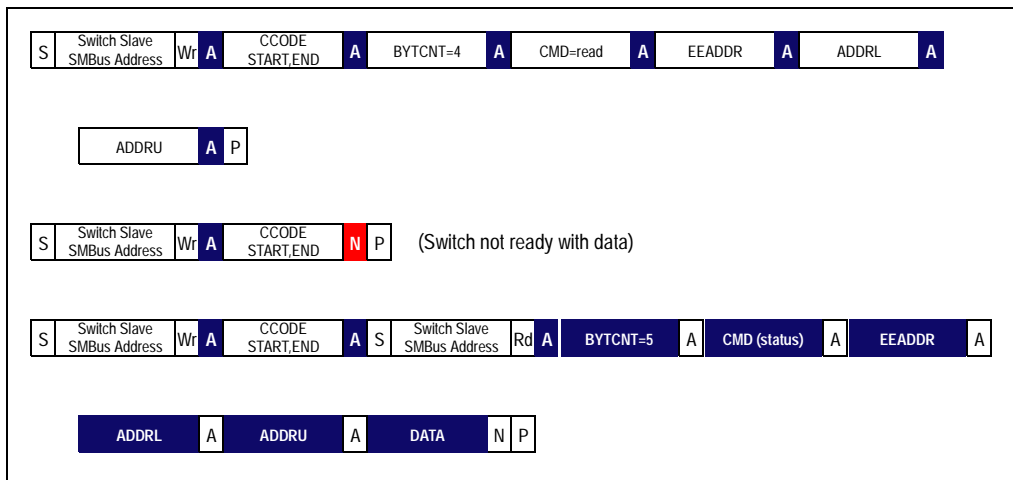 S Switch Slave SMBus Address Wr A CCODE START,END A BYTCNT=4 A CMD=read A EEADDR A ADDRL A
ADDRU A P
S Switch Slave SMBus Address Wr A CCODE START,END N P (Switch not ready with data)
S Switch Slave SMBus Address Wr A CCODE START,END A S Switch Slave SMBus Address Rd A BYTCNT=5 A CMD (status) A EEADDR A
ADDRL A ADDRU A DATA N P